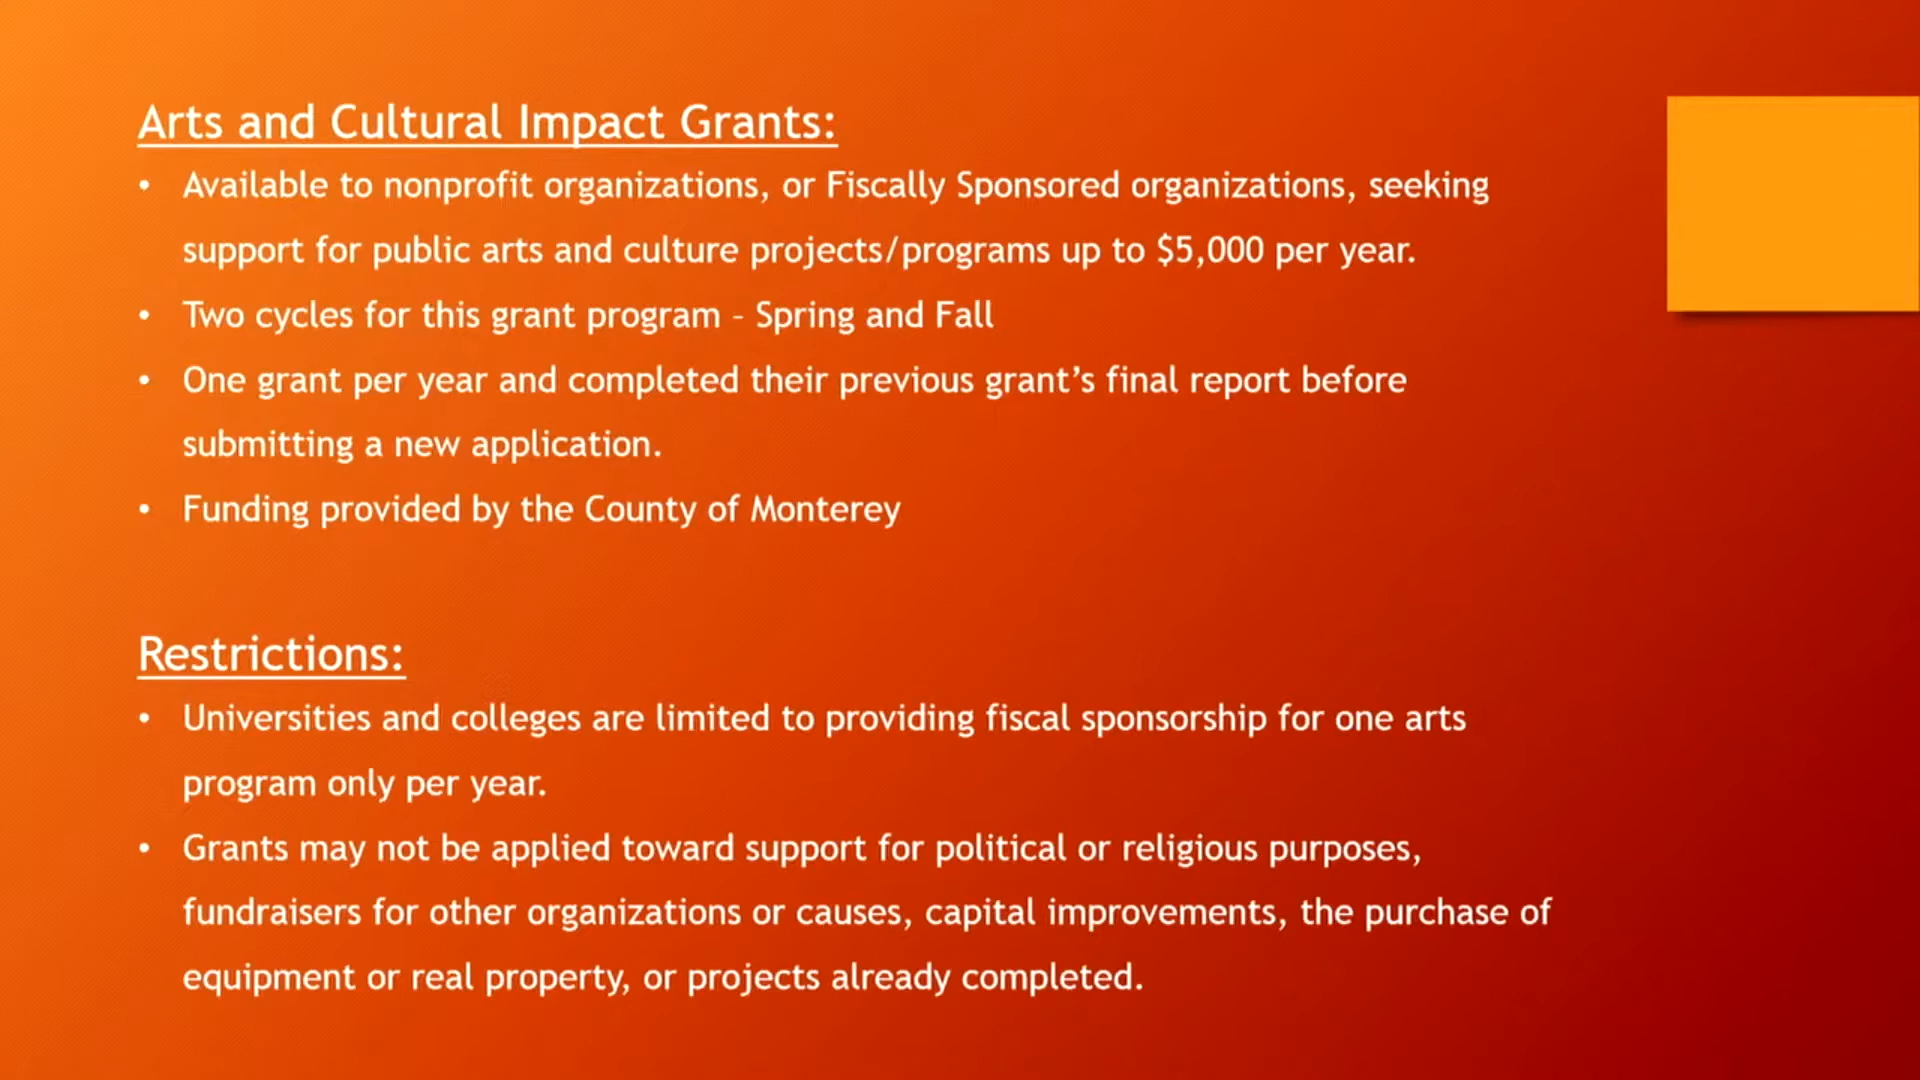 Arts and Cultural Impact Grants:
• Available to nonprofit organizations, or Fiscally Sponsored organizations, seeking
support for public arts and culture projects/programs up to $5,000 per year.
• Two cycles for this grant program – Spring and Fall
• One grant per year and completed their previous grant’s final report before
submitting a new application.
• Funding provided by the County of Monterey
Restrictions:
• Universities and colleges are limited to providing fiscal sponsorship for one arts
program only per year.
• Grants may not be applied toward support for political or religious purposes,
fundraisers for other organizations or causes, capital improvements, the purchase of
equipment or real property, or projects already completed.